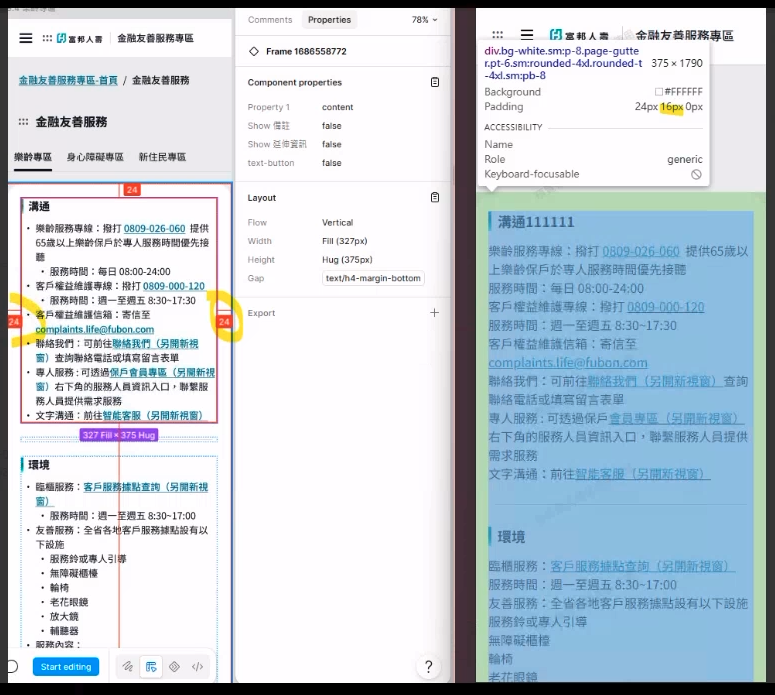 富邦人壽 金融友善服務專區
金融友善服務專區-首頁 / 金融友善服務
金融友善服務
樂齡專區 身心障礙專區 新住民專區
24
溝通
• 樂齡服務專線：撥打 0809-026-060 提供
65歲以上樂齡保戶於專人服務時間優先接
聽
• 服務時間：每日 08:00-24:00
• 客戶權益維護專線：撥打 0809-000-120
• 服務時間：週一至週五 8:30~17:30
24
24
• 客戶權益維護信箱：寄信至
complaints.life@fubon.com
• 聯絡我們：可前往聯絡我們（另開新視
窗）查詢聯絡電話或填寫留言表單
• 專人服務：可透過保戶會員專區（另開新視
窗）右下角的服務人員資訊入口，聯繫服
務人員提供需求服務
• 文字溝通：前往智能客服（另開新視窗）
327 Fill × 375 Hug
環境
• 臨櫃服務：客戶服務據點查詢（另開新視
窗）
• 服務時間：週一至週五 8:30~17:00
• 友善服務：全省各地客戶服務據點設有以
下設施
• 服務鈴或專人引導
• 無障礙櫃檯
• 輪椅
• 老花眼鏡
• 放大鏡
• 輔聽器
• 服務內容：
Start editing
Comments Properties 78%
Frame 1686558772
Component properties
Property 1 content
Show 備註 false
Show 延伸資訊 false
text-button false
Layout
Flow Vertical
Width Fill (327px)
Height Hug (375px)
Gap text/h4-margin-bottom
Export
?
富邦人壽 金融友善服務專區
div.bg-white.sm:p-8.page-gutte
r.pt-6.sm:rounded-4xl.rounded-t
-4xl.sm:pb-8
375 × 1790
Background #FFFFFF
Padding 24px 16px 0px
ACCESSIBILITY
Name
Role generic
Keyboard-focusable
溝通111111
樂齡服務專線：撥打 0809-026-060 提供65歲以
上樂齡保戶於專人服務時間優先接聽
服務時間：每日 08:00-24:00
客戶權益維護專線：撥打 0809-000-120
服務時間：週一至週五 8:30-17:30
客戶權益維護信箱：寄信至
complaints.life@fubon.com
聯絡我們：可前往聯絡我們（另開新視窗）查詢
聯絡電話或填寫留言表單
專人服務：可透過保戶會員專區（另開新視窗）
右下角的服務人員資訊入口，聯繫服務人員提供
需求服務
文字溝通：前往智能客服（另開新視窗）
環境
臨櫃服務：客戶服務據點查詢（另開新視窗）
服務時間：週一至週五 8:30~17:00
友善服務：全省各地客戶服務據點設有以下設施
服務鈴或專人引導
無障礙櫃檯
輪椅
老花眼鏡